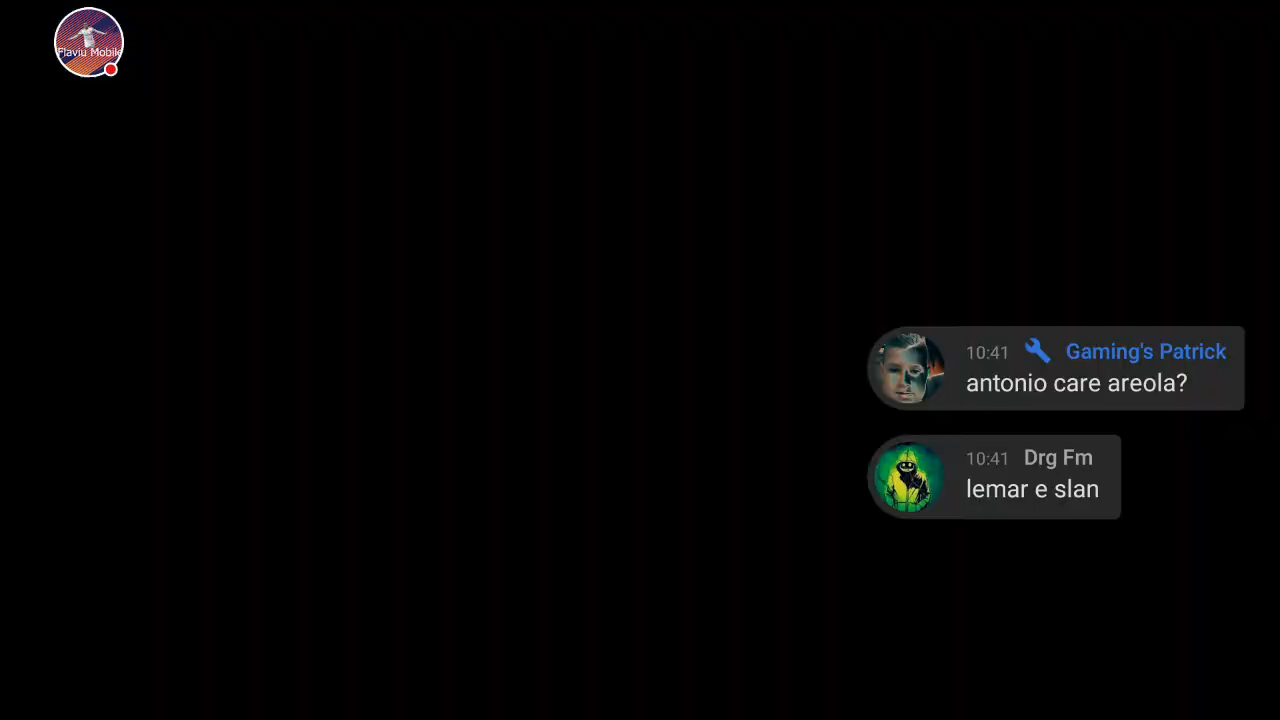 Flaviu Mobile
10:41 Gaming's Patrick
antonio care areola?
10:41 Drg Fm
lemar e slan